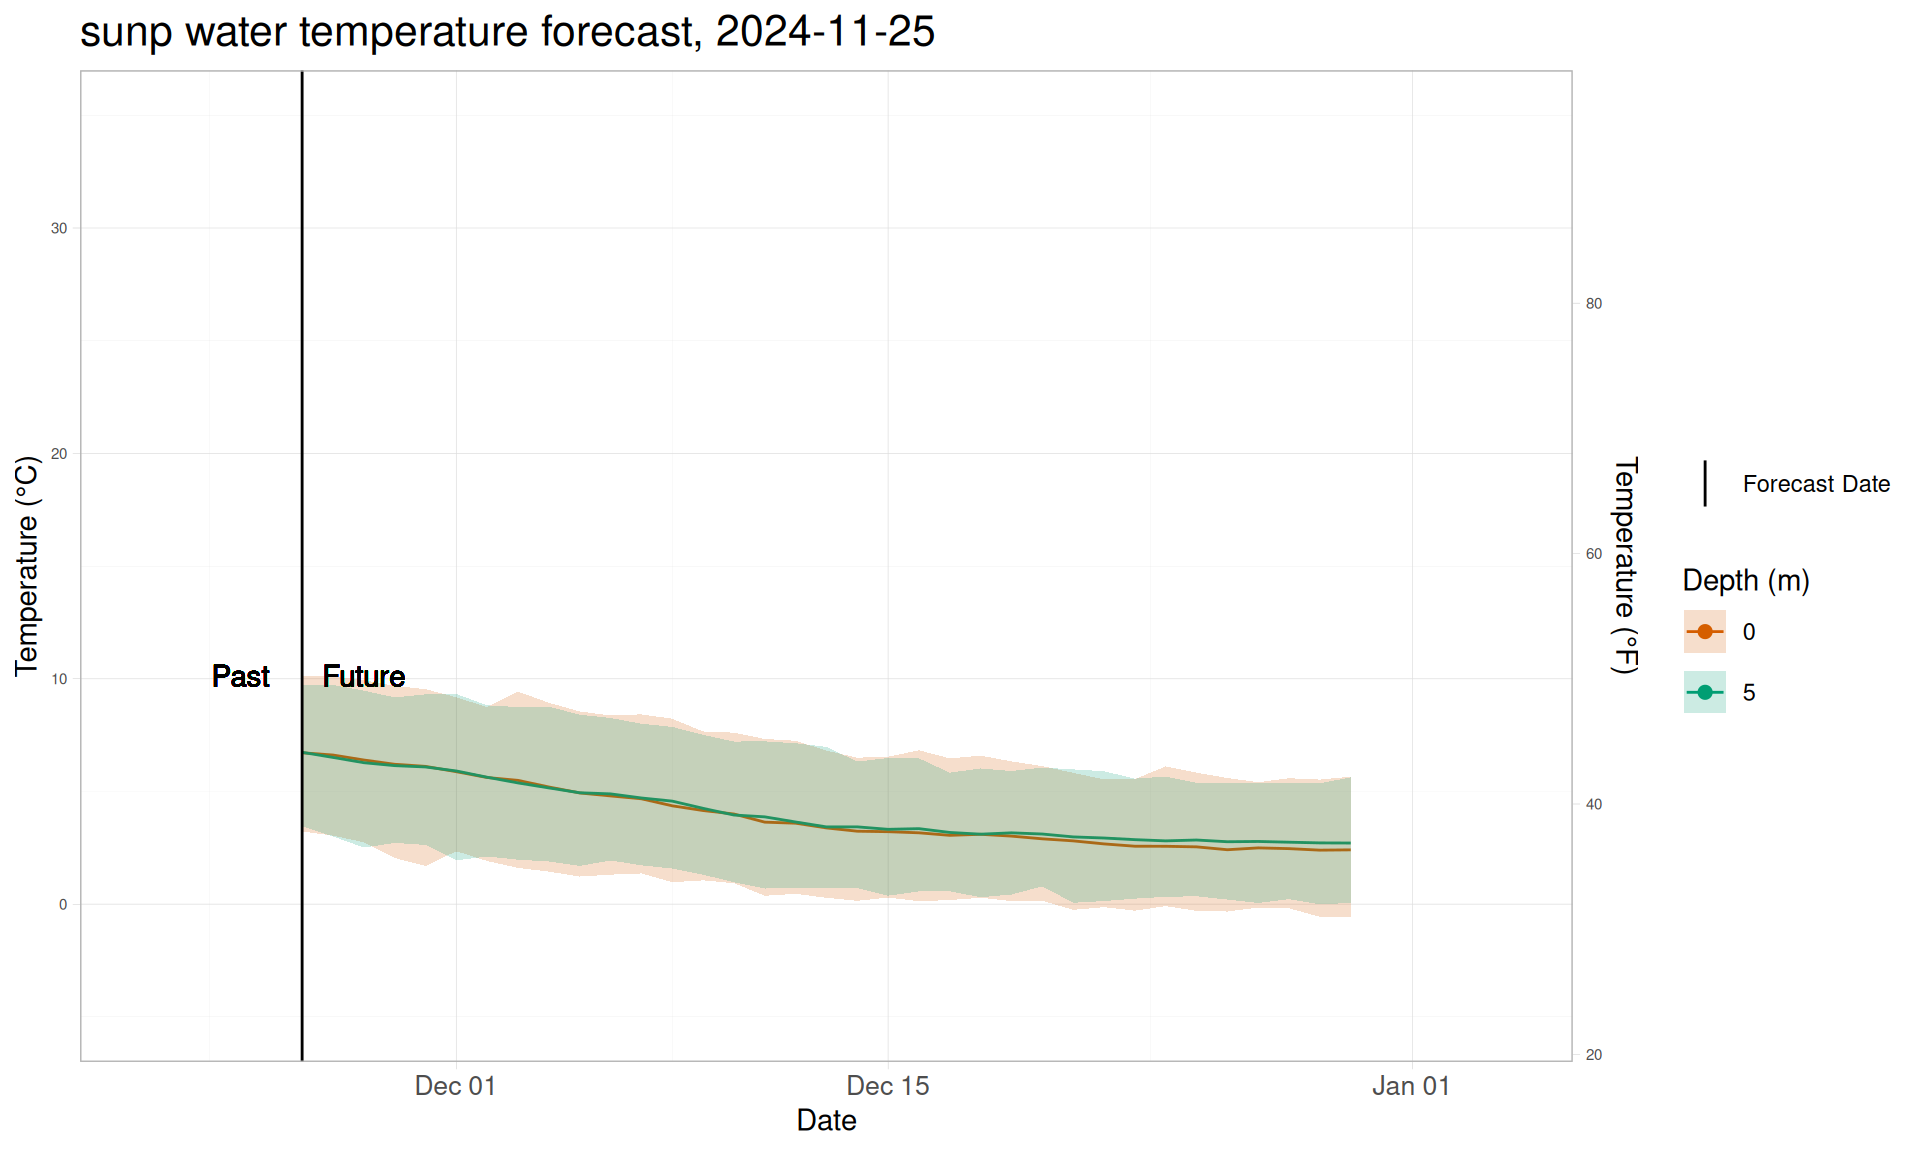 sunp water temperature forecast, 2024-11-25
Temperature (°C)
30
20
10
0
Past
Future
Dec 01
Dec 15
Jan 01
Date
80
60
40
20
Temperature (°F)
Forecast Date
Depth (m)
0
5